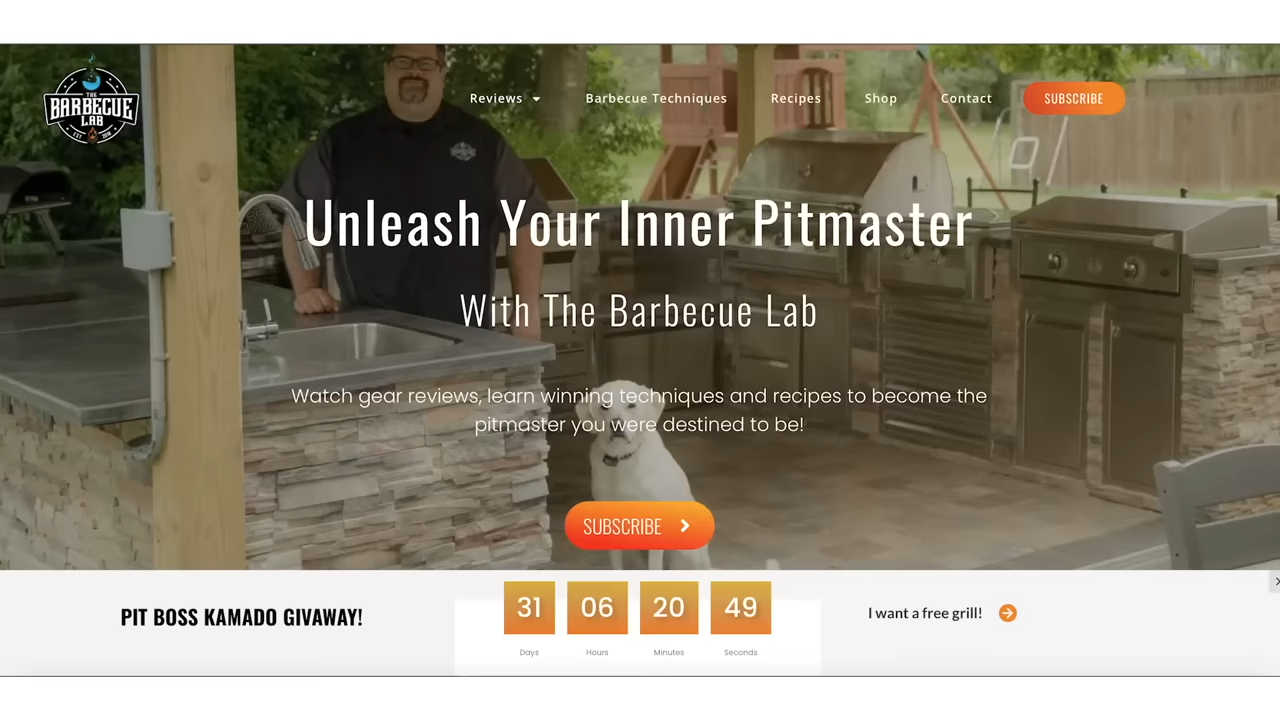 THE
BARBECUE
LAB
EST 2018
Reviews
Barbecue Techniques
Recipes
Shop
Contact
SUBSCRIBE
Unleash Your Inner Pitmaster
With The Barbecue Lab
Watch gear reviews, learn winning techniques and recipes to become the
pitmaster you were destined to be!
SUBSCRIBE
PIT BOSS KAMADO GIVAWAY!
31 06 20 49
Days Hours Minutes Seconds
I want a free grill!